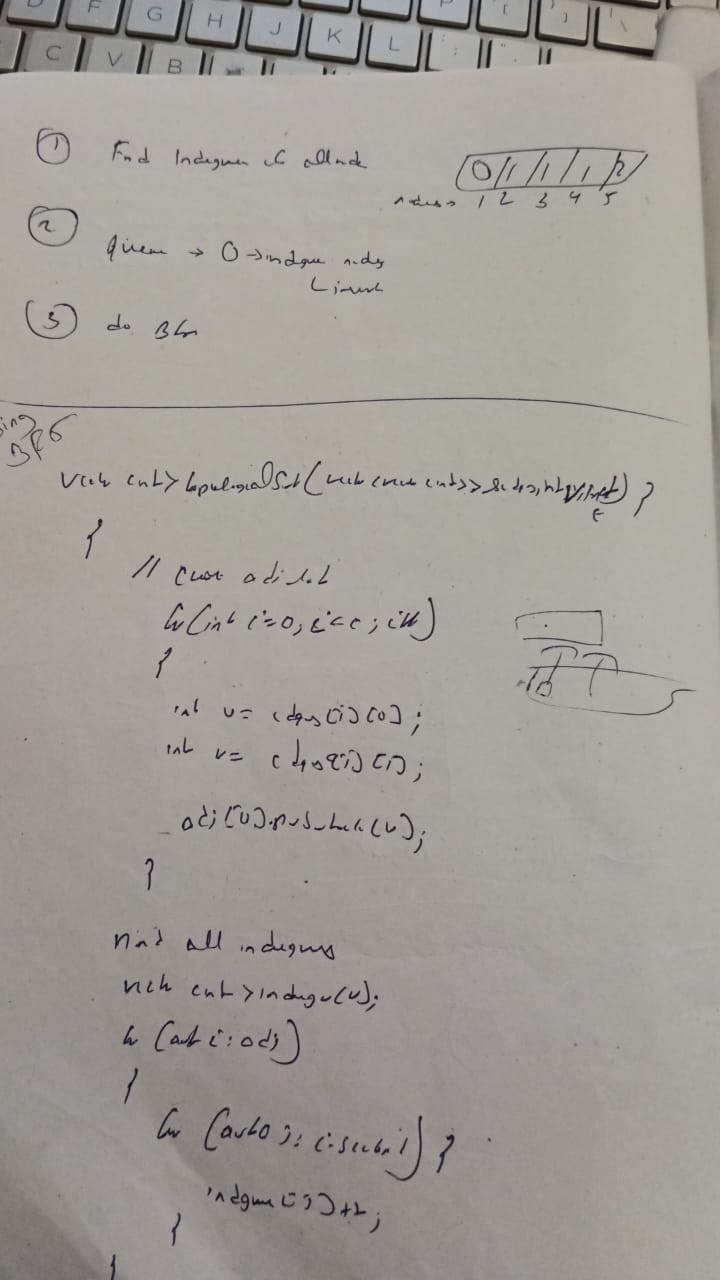 D F G H J K L
C V B
① Find Indegree of all node
0 1 1 1 2
nodes → 1 2 3 4 5
② queue → 0 → indegree nodes
insert
③ do BFS
using
BFS
vector <int> topologicalSort(vector<vector<int>>& edges, int v, int e) {
{
// create adj list
for(int i=0; i<e; i++)
{
int u = edges[i][0];
int v = edges[i][1];
adj[u].push_back(v);
}
find all indegrees
vector <int> indegree(v);
for (auto i: adj)
{
for (auto j: i.second) {
indegree[j]++;
}
}